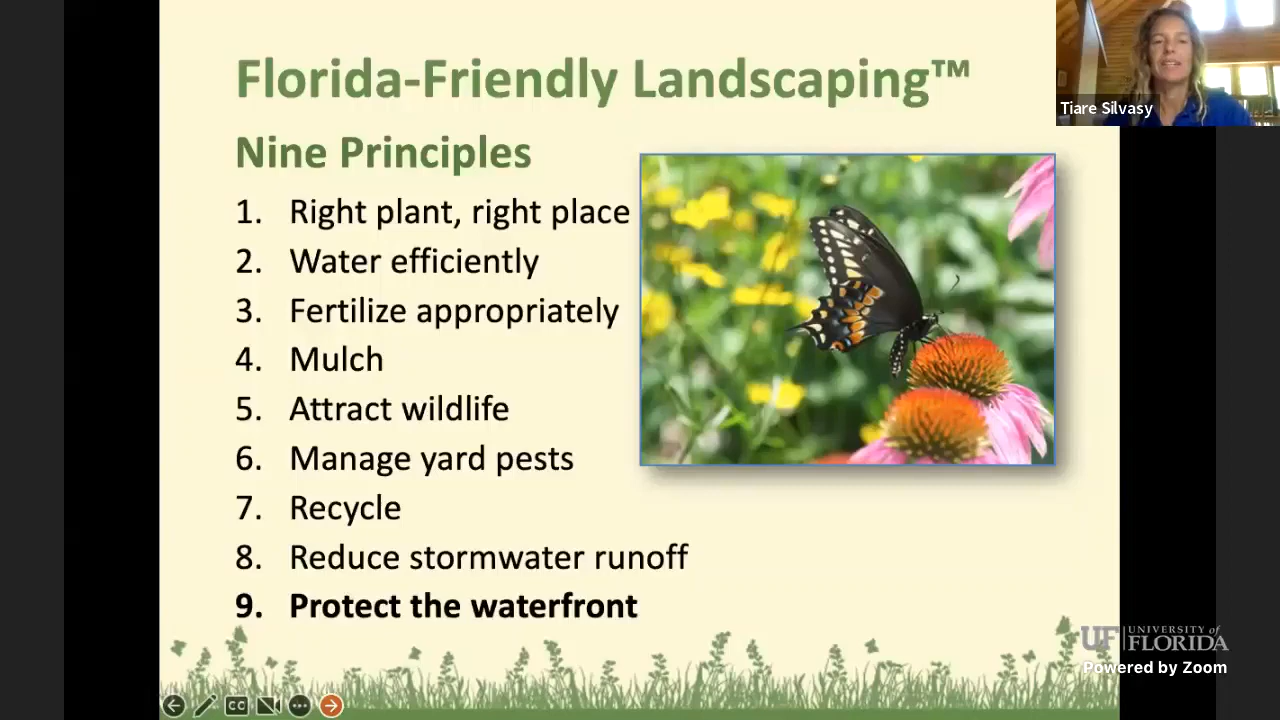 Florida-Friendly Landscaping™
Nine Principles
1. Right plant, right place
2. Water efficiently
3. Fertilize appropriately
4. Mulch
5. Attract wildlife
6. Manage yard pests
7. Recycle
8. Reduce stormwater runoff
9. Protect the waterfront
Tiare Silvasy
UF UNIVERSITY of
FLORIDA
Powered by Zoom
CC